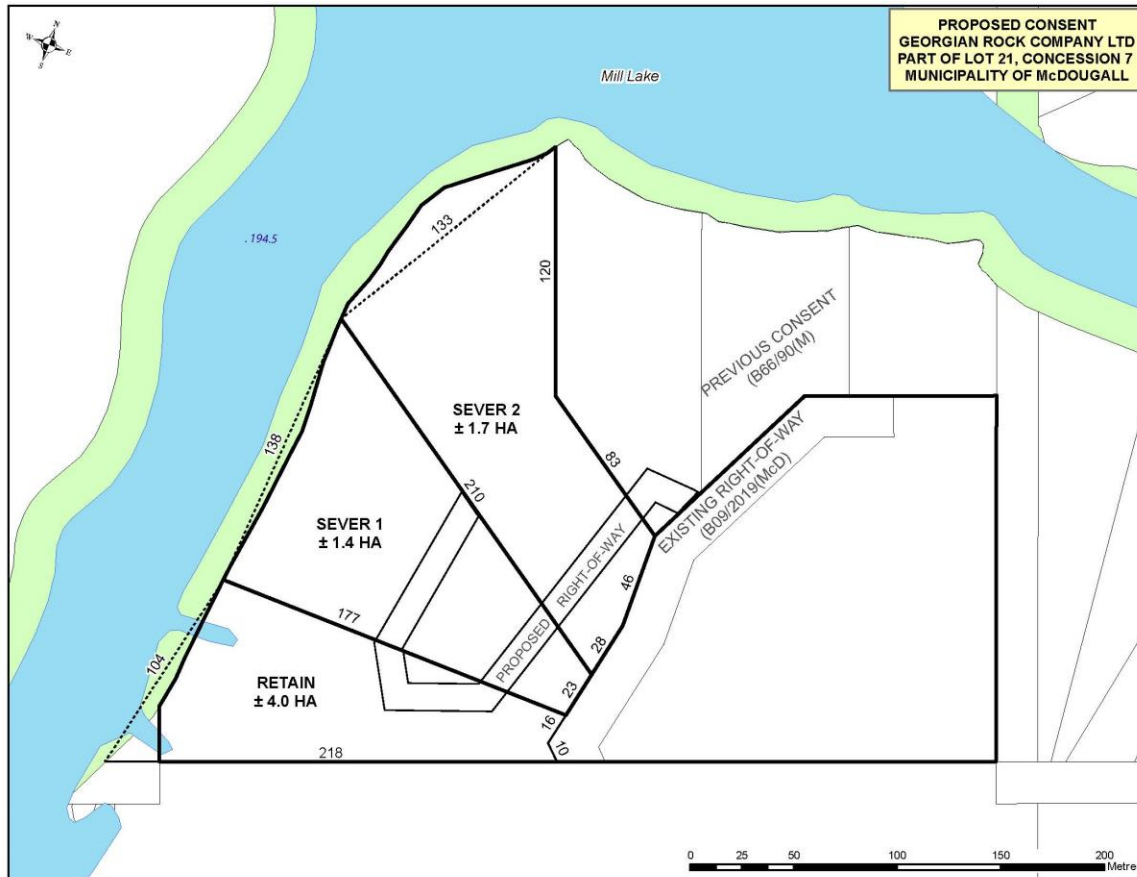 N
W
E
S
PROPOSED CONSENT
GEORGIAN ROCK COMPANY LTD
PART OF LOT 21, CONCESSION 7
MUNICIPALITY OF McDOUGALL
Mill Lake
. 194.5
133
120
PREVIOUS CONSENT
(B66/90(M)
SEVER 2
± 1.7 HA
83
EXISTING RIGHT-OF-WAY
(B09/2019(McD)
138
210
SEVER 1
± 1.4 HA
PROPOSED RIGHT-OF-WAY
46
177
28
104
RETAIN
± 4.0 HA
23
16
10
218
0 25 50 100 150 200
Metre